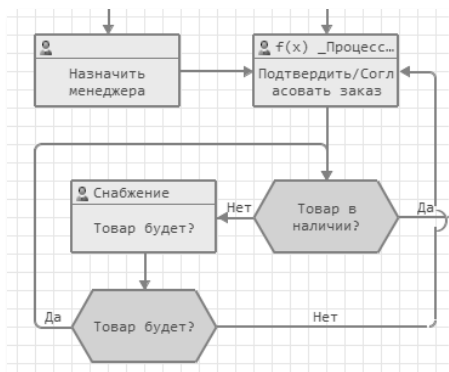 f(x) _Процесс…
Назначить
менеджера
Подтвердить/Согл
асовать заказ
Снабжение
Товар будет?
Нет
Товар в
наличии?
Да
Да
Товар будет?
Нет